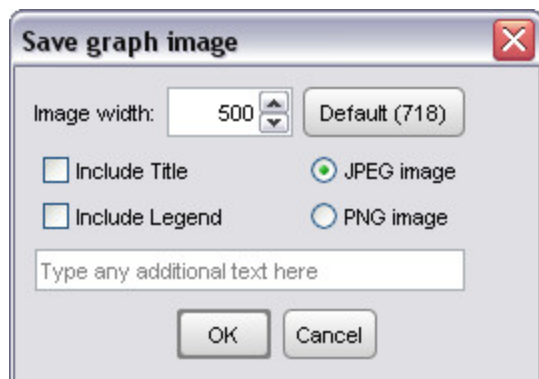 Save graph image
Image width: 500 Default (718)
Include Title JPEG image
Include Legend PNG image
Type any additional text here
OK Cancel